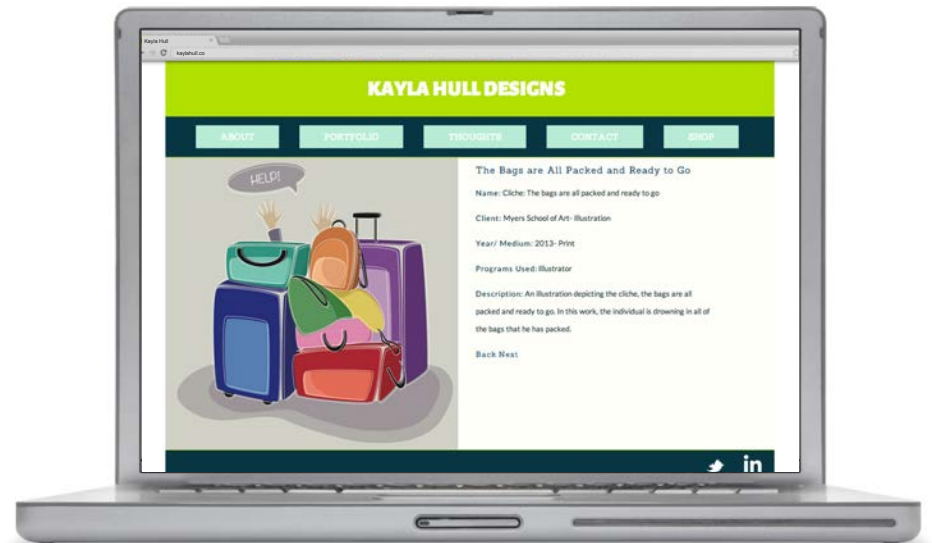 Kayla Hull
kaylahull.co
KAYLA HULL DESIGNS
ABOUT PORTFOLIO THOUGHTS CONTACT SHOP
HELP!
The Bags are All Packed and Ready to Go
Name: Cliche: The bags are all packed and ready to go
Client: Myers School of Art- Illustration
Year/ Medium: 2013- Print
Programs Used: Illustrator
Description: An illustration depicting the cliche, the bags are all
packed and ready to go. In this work, the individual is drowning in all of
the bags that he has packed.
Back Next
in